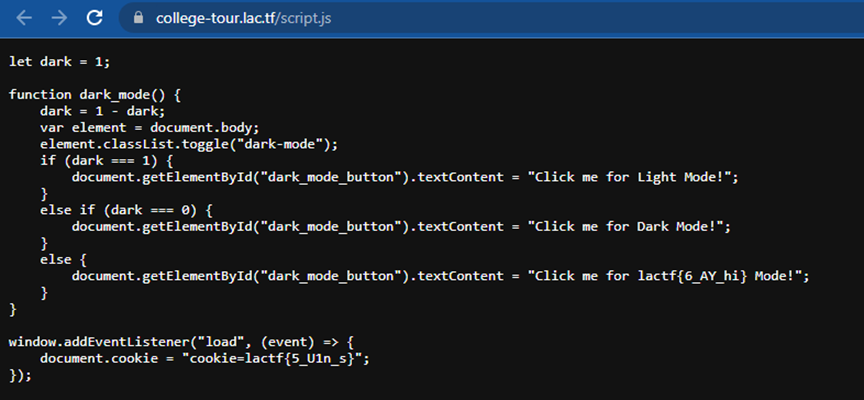 college-tour.lac.tf/script.js
let dark = 1;
function dark_mode() {
    dark = 1 - dark;
    var element = document.body;
    element.classList.toggle("dark-mode");
    if (dark === 1) {
        document.getElementById("dark_mode_button").textContent = "Click me for Light Mode!";
    }
    else if (dark === 0) {
        document.getElementById("dark_mode_button").textContent = "Click me for Dark Mode!";
    }
    else {
        document.getElementById("dark_mode_button").textContent = "Click me for lactf{6_AY_hi} Mode!";
    }
}
window.addEventListener("load", (event) => {
    document.cookie = "cookie=lactf{5_U1n_s}";
});